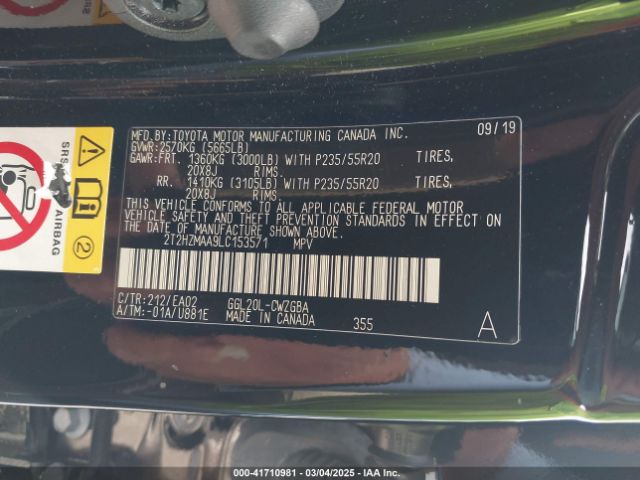 MFD.BY:TOYOTA MOTOR MANUFACTURING CANADA INC. 09/19
GVWR:2570KG (5665LB)
GAWR:FRT. 1360KG (3000LB) WITH P235/55R20 TIRES,
20X8J RIMS.
RR. 1410KG (3105LB) WITH P235/55R20 TIRES,
20X8J RIMS.
THIS VEHICLE CONFORMS TO ALL APPLICABLE FEDERAL MOTOR
VEHICLE SAFETY AND THEFT PREVENTION STANDARDS IN EFFECT ON
THE DATE OF MANUFACTURE SHOWN ABOVE.
2T2HZMAA9LC153571 MPV
C/TR:212/EA02 GGL20L-CWZGBA
A/TM:-01A/U881E MADE IN CANADA 355 A
SRS AIRBAG
2
000-41710981 | 03/04/2025 | IAA Inc.